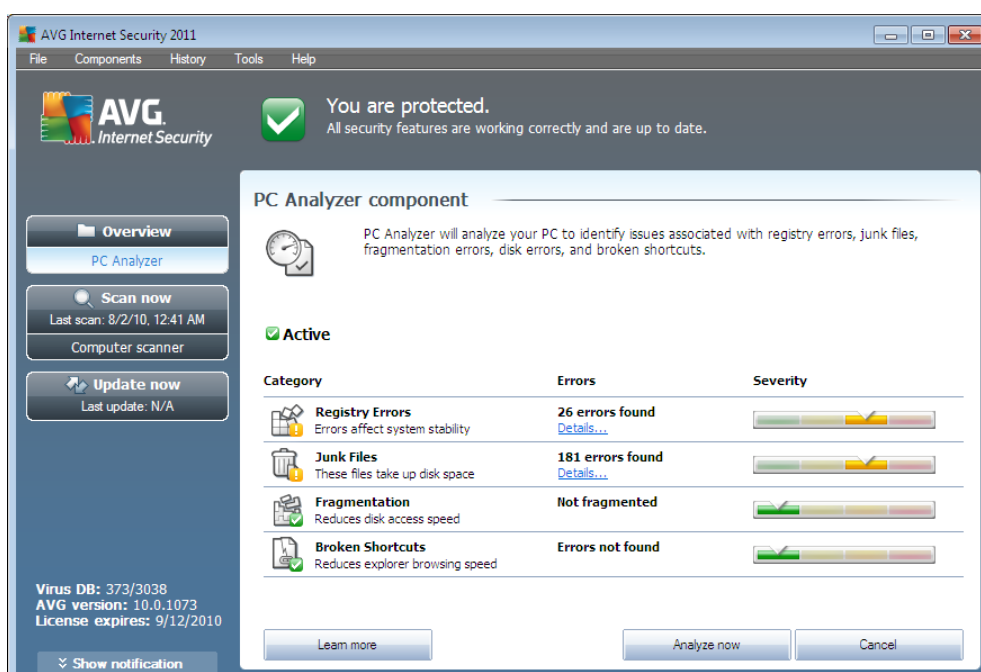 AVG Internet Security 2011
File Components History Tools Help
AVG.
Internet Security
You are protected.
All security features are working correctly and are up to date.
Overview
PC Analyzer
Scan now
Last scan: 8/2/10, 12:41 AM
Computer scanner
Update now
Last update: N/A
Virus DB: 373/3038
AVG version: 10.0.1073
License expires: 9/12/2010
Show notification
PC Analyzer component
PC Analyzer will analyze your PC to identify issues associated with registry errors, junk files,
fragmentation errors, disk errors, and broken shortcuts.
Active
Category Errors Severity
Registry Errors 26 errors found
Errors affect system stability Details...
Junk Files 181 errors found
These files take up disk space Details...
Fragmentation Not fragmented
Reduces disk access speed
Broken Shortcuts Errors not found
Reduces explorer browsing speed
Learn more Analyze now Cancel